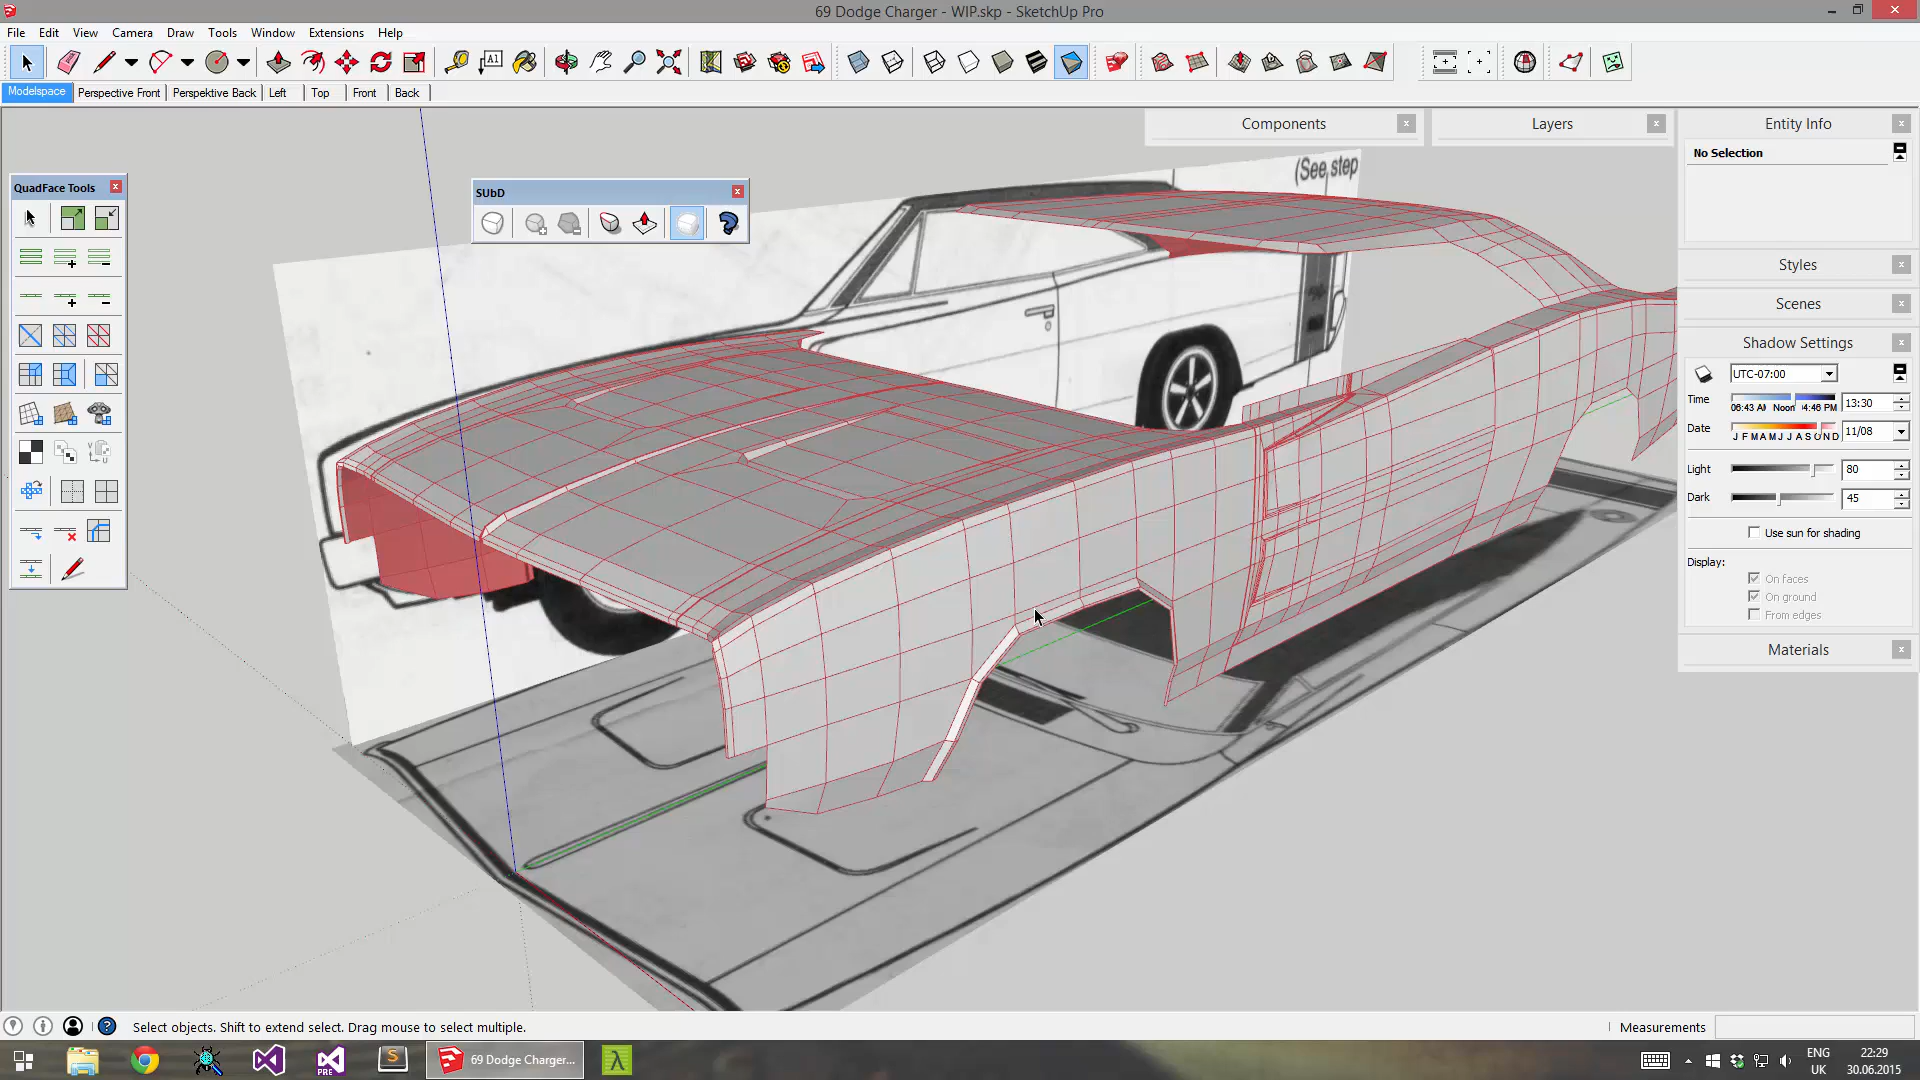 69 Dodge Charger - WIP.skp - SketchUp Pro
File Edit View Camera Draw Tools Window Extensions Help
A1
Modelspace Perspective Front Perspektive Back Left Top Front Back
Components
Layers
Entity Info
No Selection
(See step
QuadFace Tools
SUbD
Styles
Scenes
Shadow Settings
UTC-07:00
Time
06:43 AM Noon 04:46 PM
13:30
Date
J F M A M J J A S O N D
11/08
Light
80
Dark
45
Use sun for shading
Display:
On faces
On ground
From edges
Materials
Select objects. Shift to extend select. Drag mouse to select multiple.
Measurements
PRE
69 Dodge Charger...
ENG
UK
22:29
30.06.2015